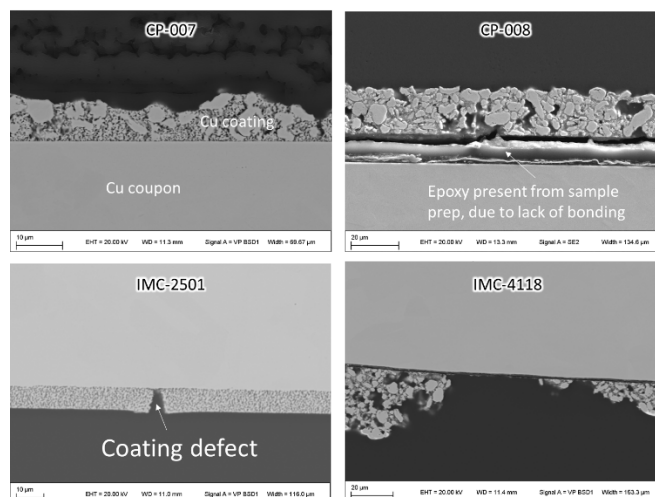 CP-007
Cu coating
Cu coupon
10 µm
EHT = 20.00 kV
WD = 11.3 mm
Signal A = VP BSD1
Width = 69.67 µm
CP-008
Epoxy present from sample
prep, due to lack of bonding
20 µm
EHT = 20.00 kV
WD = 13.3 mm
Signal A = SE2
Width = 134.6 µm
IMC-2501
Coating defect
10 µm
EHT = 20.00 kV
WD = 11.0 mm
Signal A = VP BSD1
Width = 116.0 µm
IMC-4118
20 µm
EHT = 20.00 kV
WD = 11.4 mm
Signal A = VP BSD1
Width = 163.3 µm